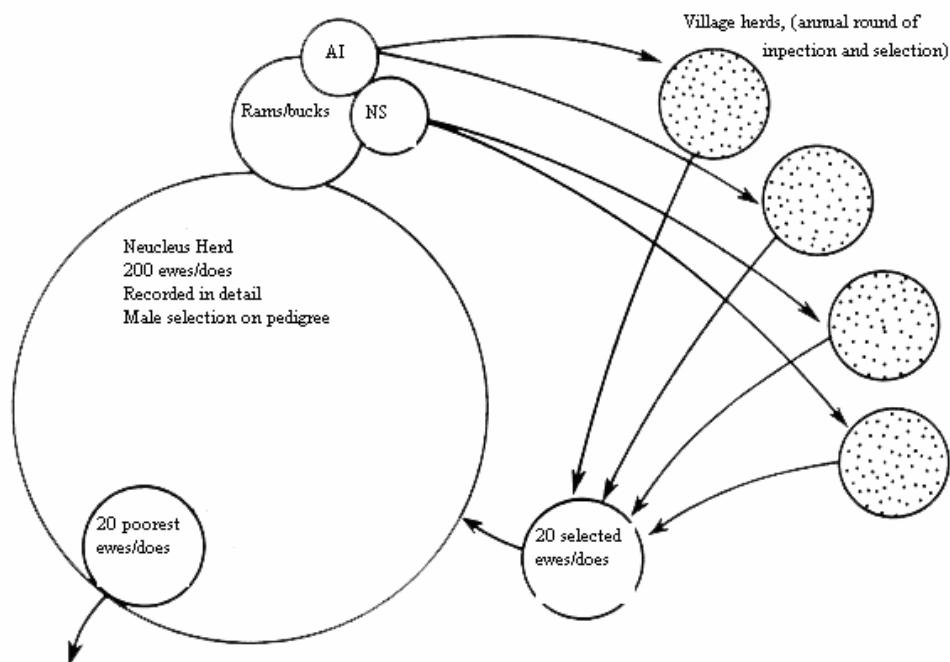 AI
Rams/bucks
NS
Village herds, (annual round of
inpection and selection)
Neucleus Herd
200 ewes/does
Recorded in detail
Male selection on pedigree
20 poorest
ewes/does
20 selected
ewes/does